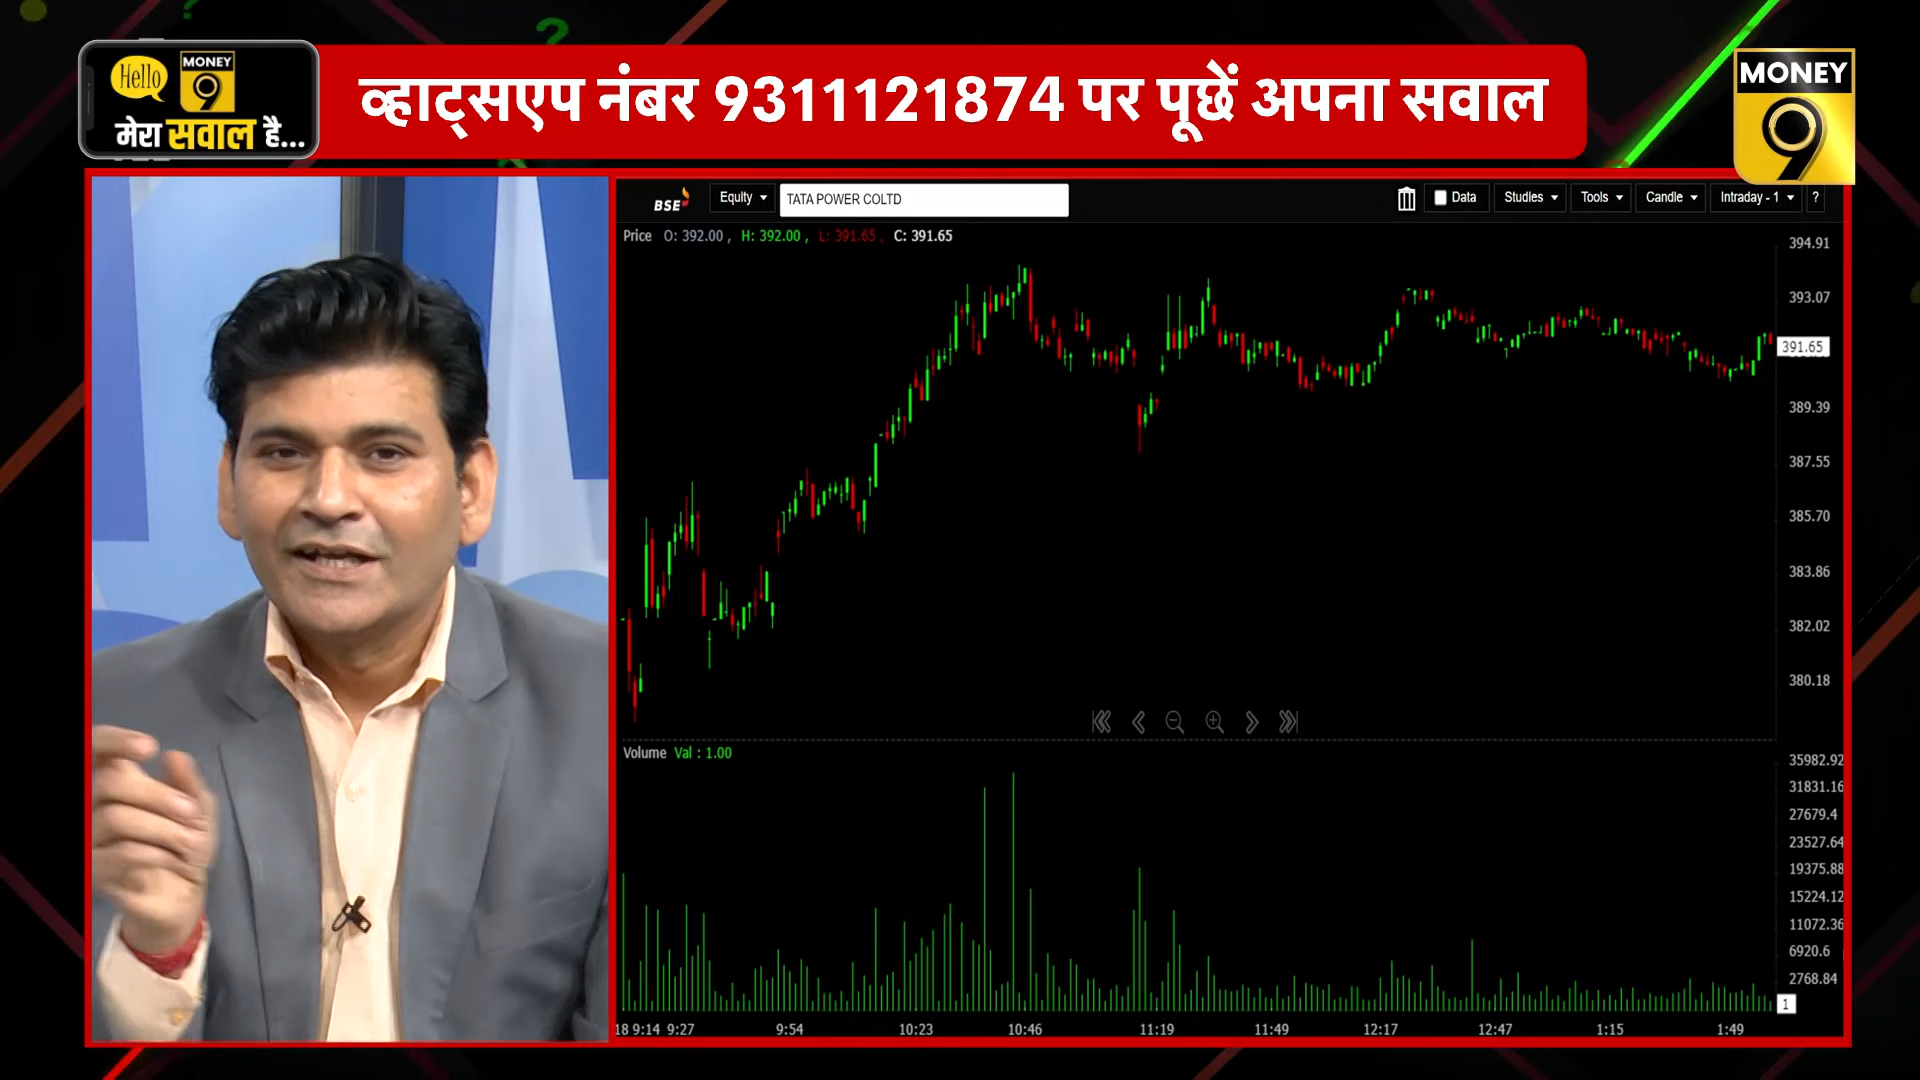 Hello
MONEY
9
मेरा सवाल है...
व्हाट्सएप नंबर 9311121874 पर पूछें अपना सवाल
MONEY
9
BSE
Equity
TATA POWER COLTD
Data
Studies
Tools
Candle
Intraday - 1
?
Price O: 392.00 , H: 392.00 , L: 391.65 , C: 391.65
394.91
393.07
391.65
389.39
387.55
385.70
383.86
382.02
380.18
Volume Val : 1.00
35982.92
31831.16
27679.4
23527.64
19375.88
15224.12
11072.36
6920.6
2768.84
1
18 9:14 9:27 9:54 10:23 10:46 11:19 11:49 12:17 12:47 1:15 1:49